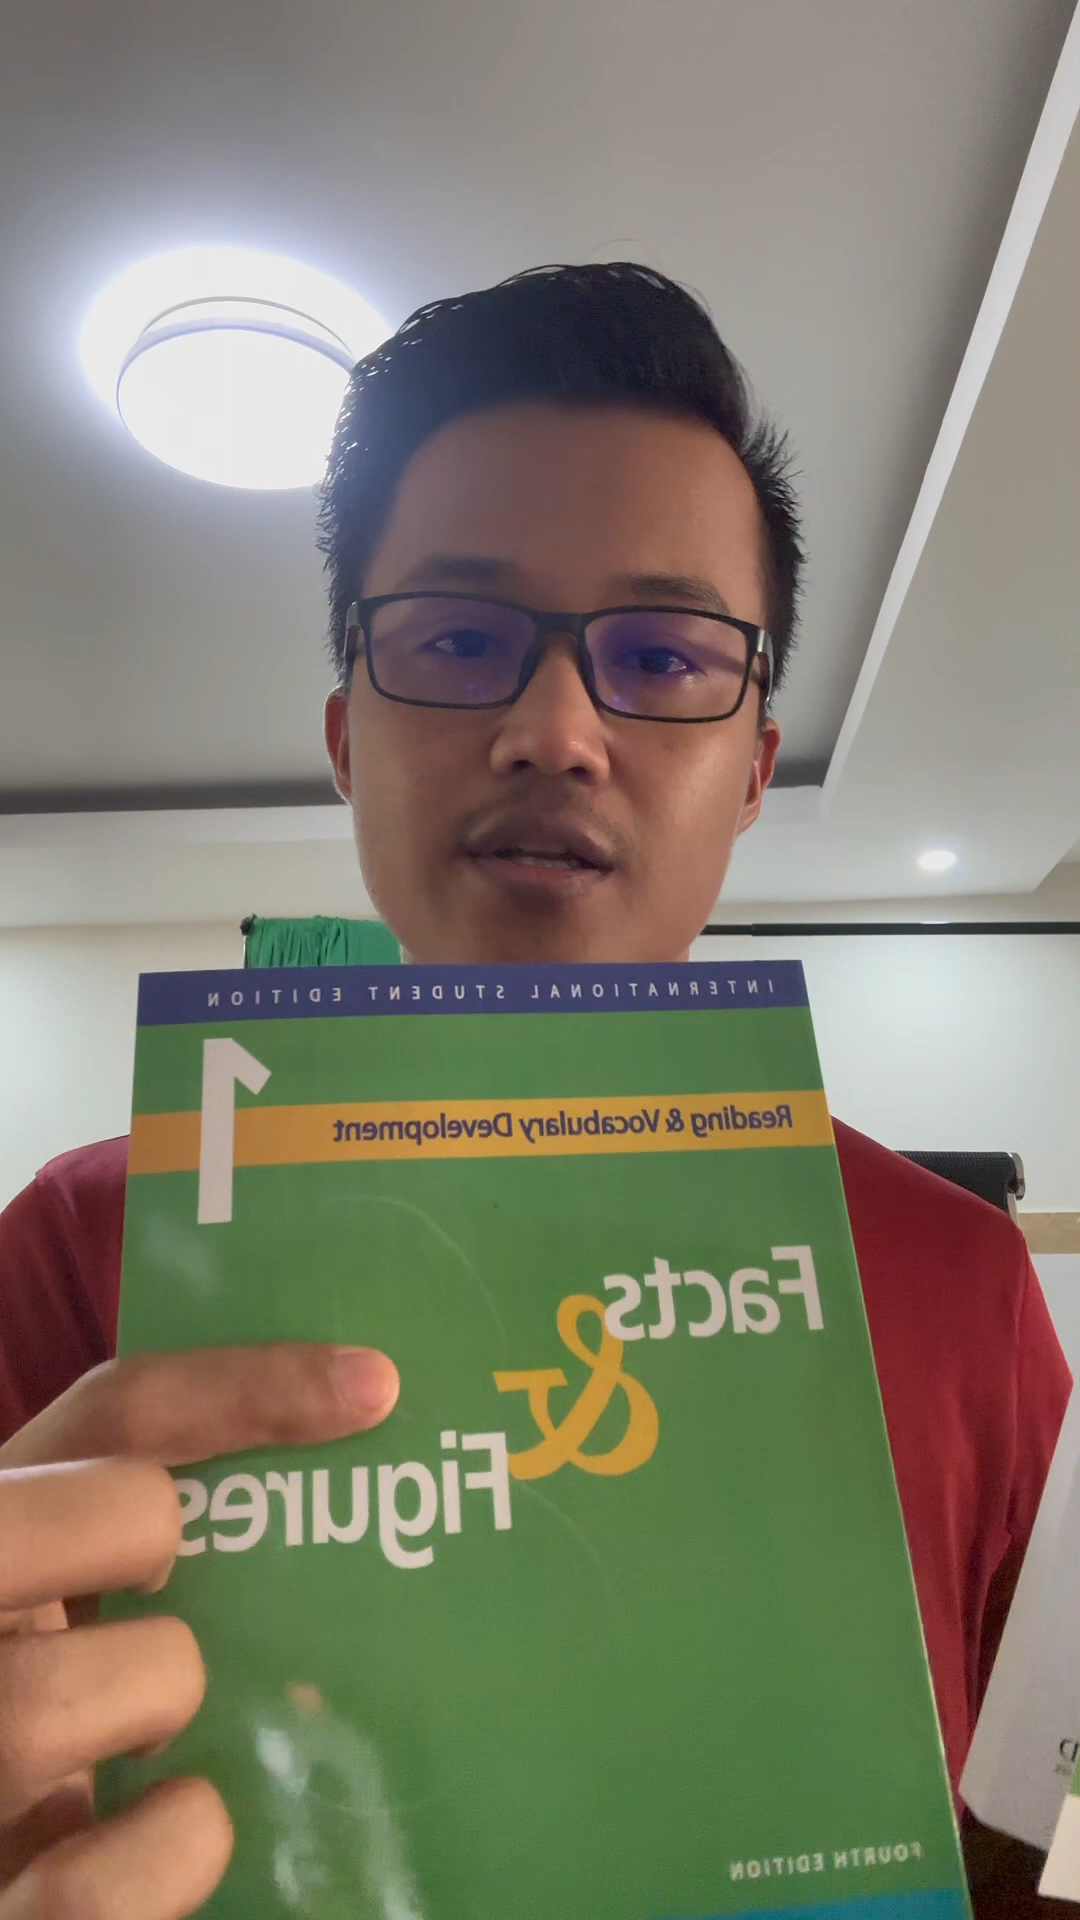 INTERNATIONAL STUDENT EDITION
1
Reading & Vocabulary Development
Facts
&
Figures
FOURTH EDITION